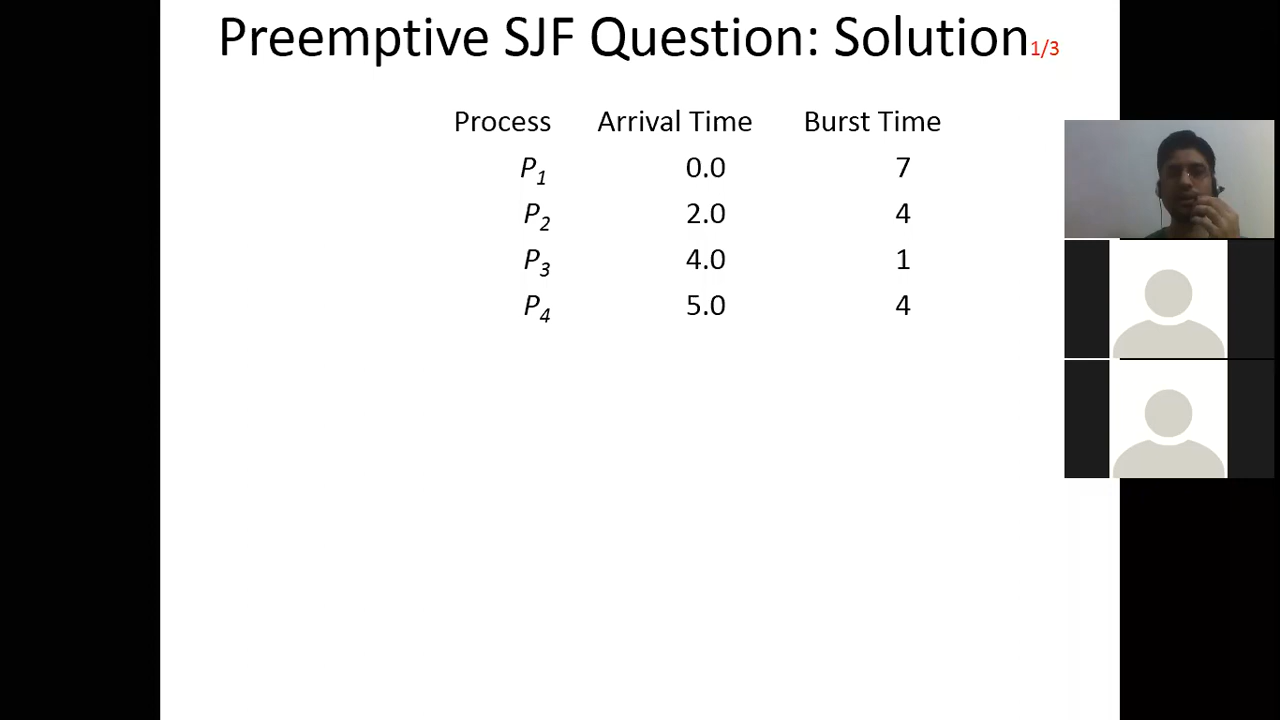 Preemptive SJF Question: Solution1/3
Process Arrival Time Burst Time
P1 0.0 7
P2 2.0 4
P3 4.0 1
P4 5.0 4